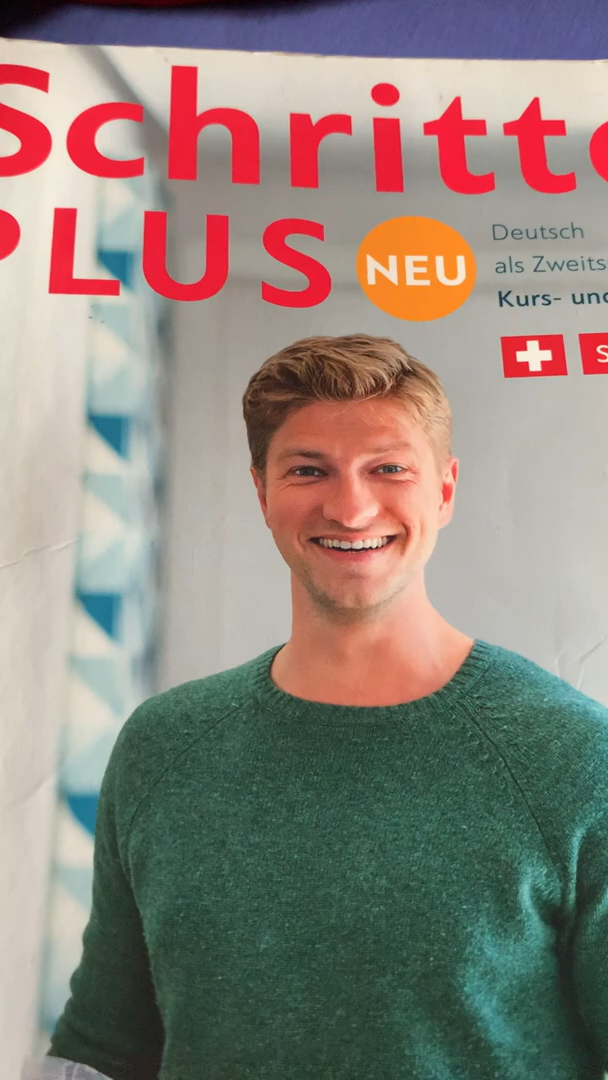 Schritte
PLUS NEU
Deutsch
als Zweits
Kurs- und
S